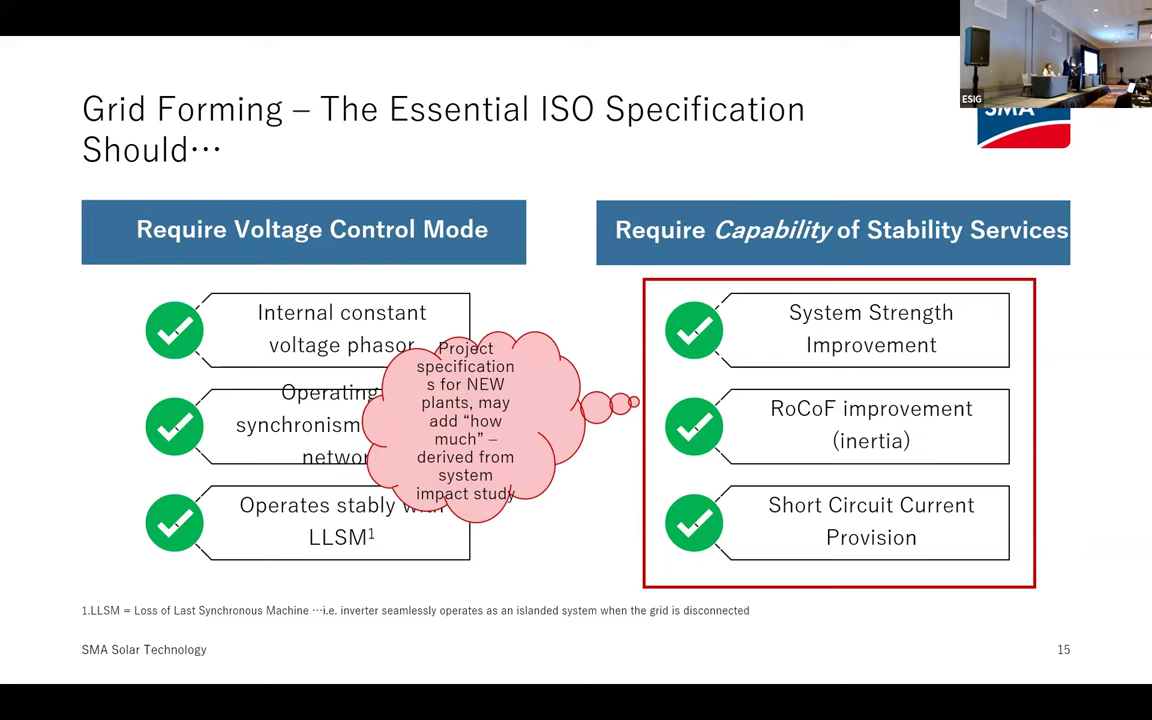 ESIG
SMA
Grid Forming – The Essential ISO Specification
Should…
Require Voltage Control Mode
Require Capability of Stability Services
Internal constant
voltage phasor
Operating
synchronism
networ
Operates stably with
LLSM¹
Project
specification
s for NEW
plants, may
add “how
much” –
derived from
system
impact study
System Strength
Improvement
RoCoF improvement
(inertia)
Short Circuit Current
Provision
1.LLSM = Loss of Last Synchronous Machine …i.e. inverter seamlessly operates as an islanded system when the grid is disconnected
SMA Solar Technology
15